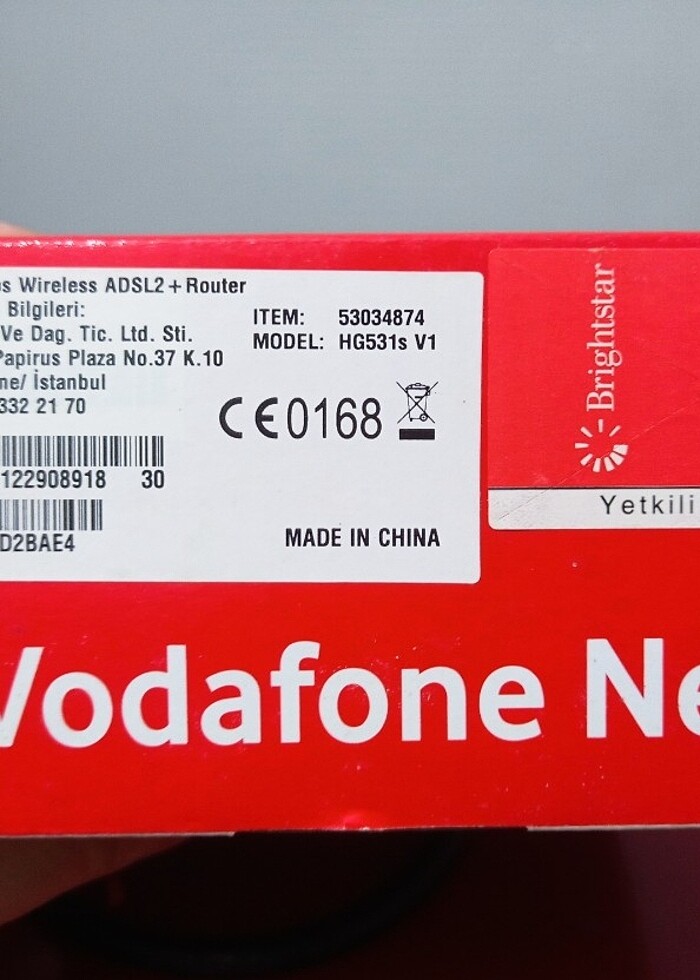 Wireless ADSL2+Router
Bilgileri:
Ve Dag. Tic. Ltd. Sti.
Papirus Plaza No.37 K.10
ne/ İstanbul
332 21 70
122908918 30
D2BAE4
ITEM: 53034874
MODEL: HG531s V1
CE0168
MADE IN CHINA
Brightstar
Yetkili
Vodafone Ne